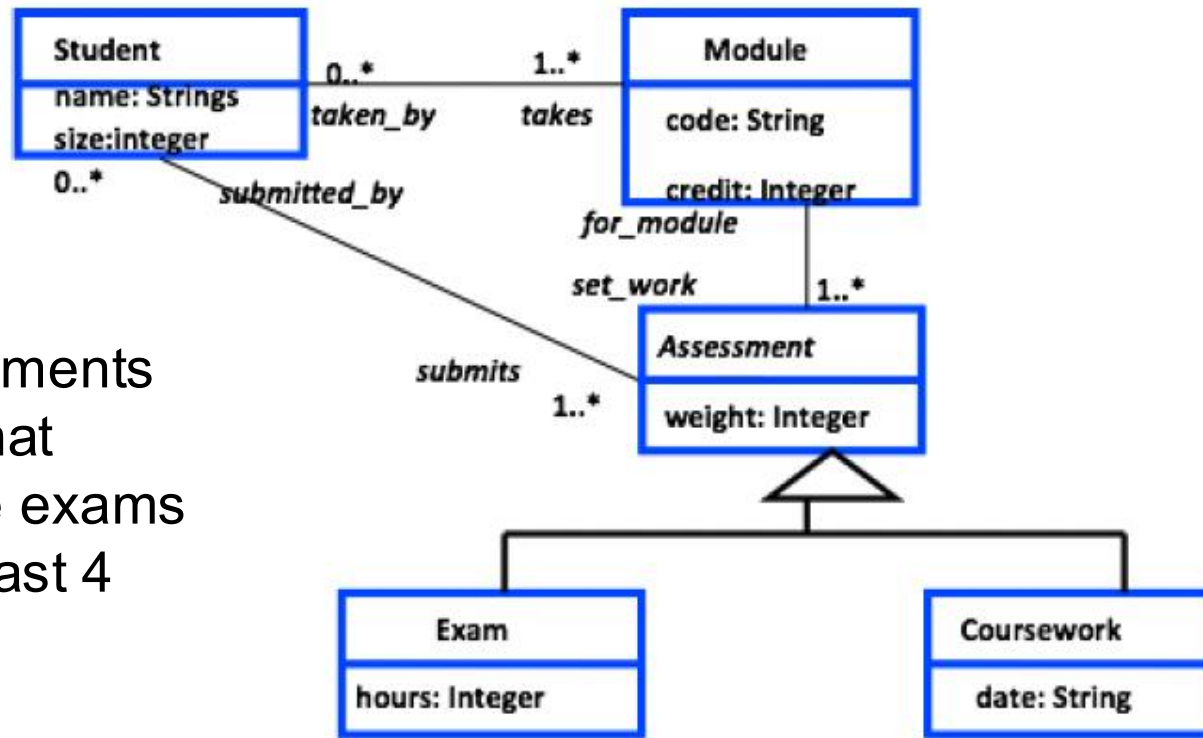 Student
name: Strings
size:integer
0..*
0..*
taken_by
1..*
takes
Module
code: String
credit: Integer
submitted_by
for_module
set_work
1..*
ments
submits
1..*
Assessment
weight: Integer
exams
ast 4
Exam
hours: Integer
Coursework
date: String